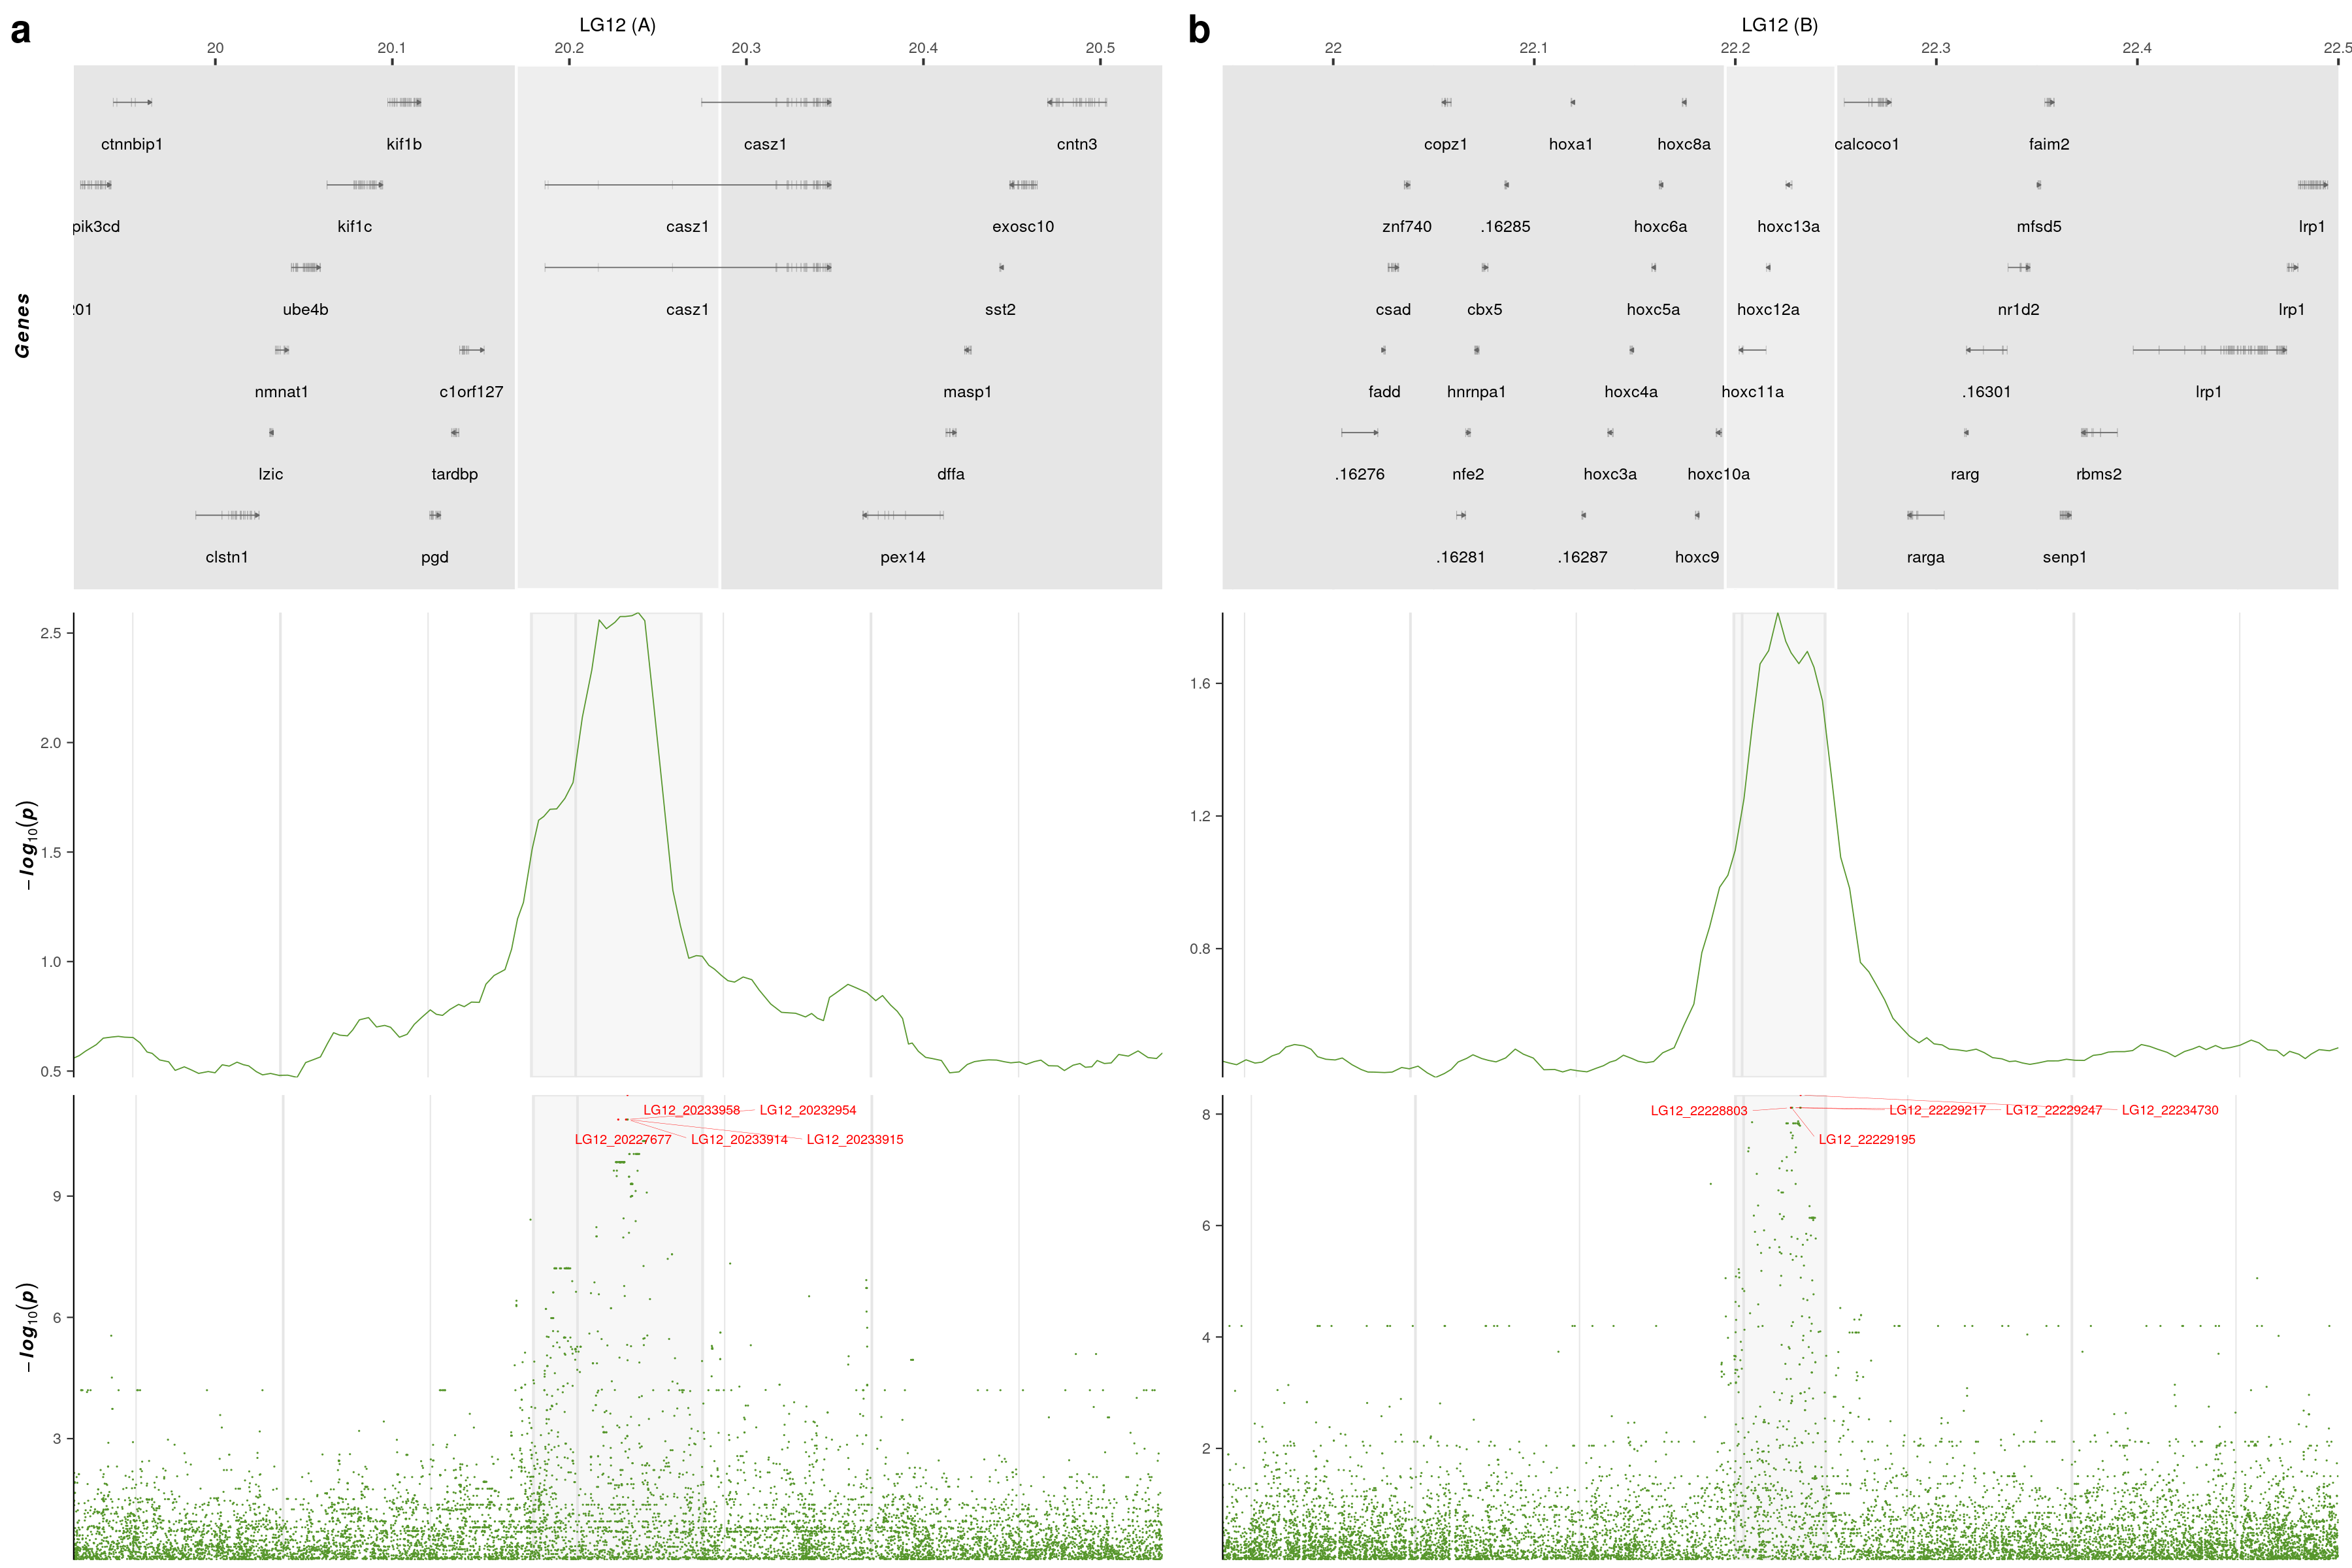 a
LG12 (A)
20 20.1 20.2 20.3 20.4 20.5
Genes
ctnnbip1 kif1b casz1 cntn3
pik3cd kif1c casz1 exosc10
ube4b casz1 sst2
nmnat1 c1orf127 masp1
lzic tardbp dffa
clstn1 pgd pex14
−log10(p)
2.5
2.0
1.5
1.0
0.5
−log10(p)
9
6
3
LG12_20233958 LG12_20232954
LG12_20227677 LG12_20233914 LG12_20233915
b
LG12 (B)
22 22.1 22.2 22.3 22.4 22.5
copz1 hoxa1 hoxc8a calcoco1 faim2
znf740 .16285 hoxc6a hoxc13a mfsd5 lrp1
csad cbx5 hoxc5a hoxc12a nr1d2 lrp1
fadd hnrnpa1 hoxc4a hoxc11a .16301 lrp1
.16276 nfe2 hoxc3a hoxc10a rarg rbms2
.16281 .16287 hoxc9 rarga senp1
1.6
1.2
0.8
8
6
4
2
LG12_22228803 LG12_22229217 LG12_22229247 LG12_22234730
LG12_22229195